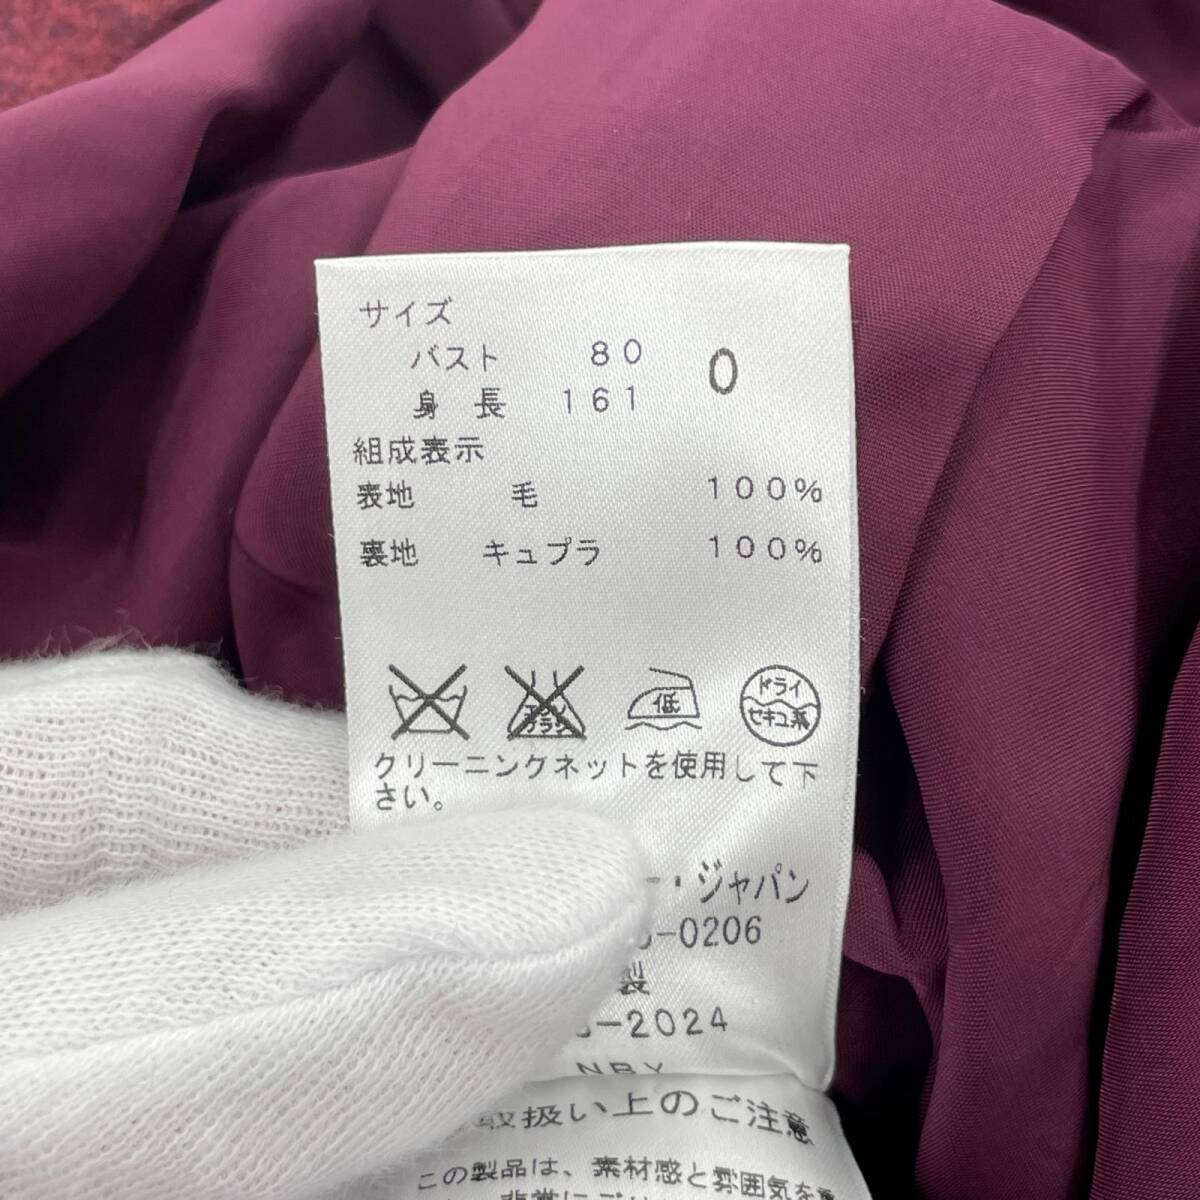 サイズ
バスト 80 0
身長 161
組成表示
表地 毛 100%
裏地 キュプラ 100%
低 ドライ
セキユ系
クリーニングネットを使用して下
さい。
ー・ジャパン
-0206
製
-2024
NBY
取扱い上のご注意
この製品は、素材感と雰囲気を重